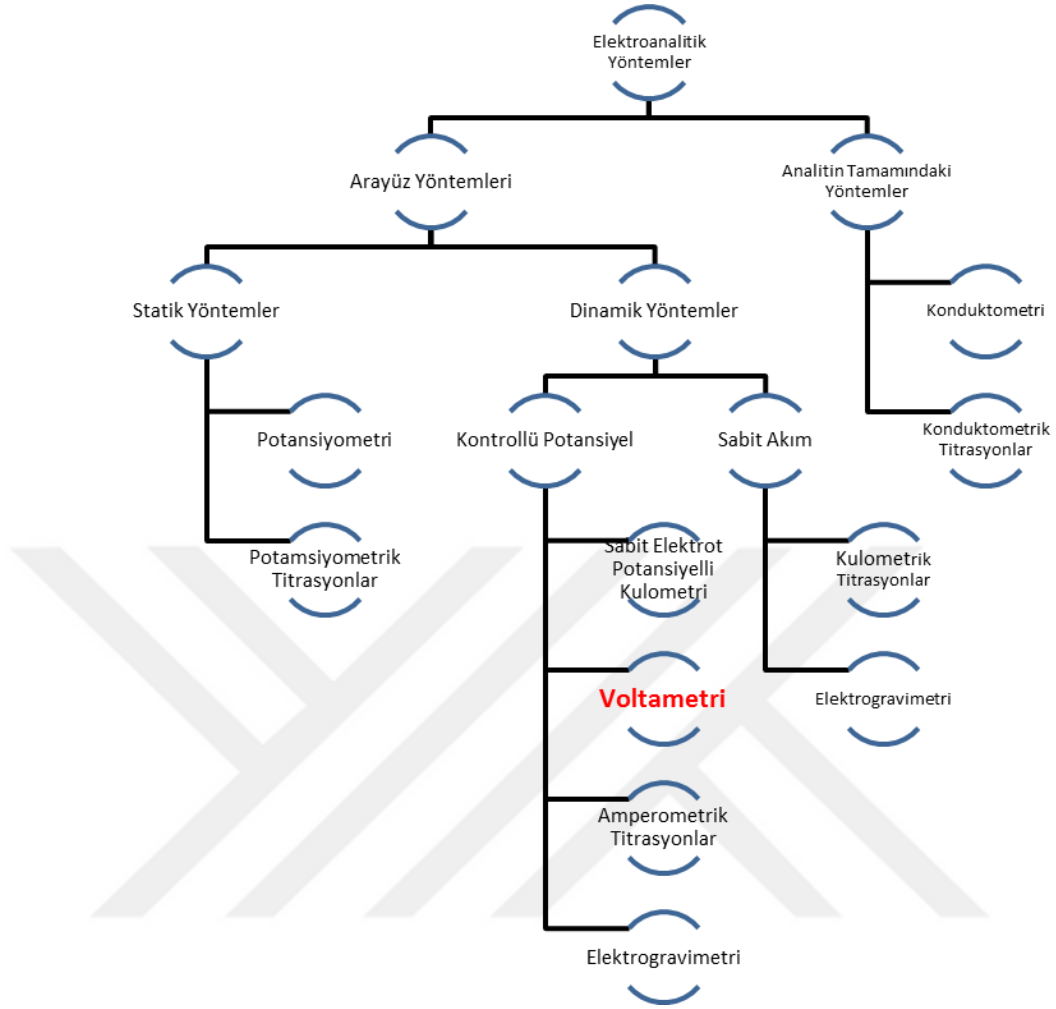 Elektroanalitik
Yöntemler
Arayüz Yöntemleri
Analitin Tamamındaki
Yöntemler
Statik Yöntemler
Dinamik Yöntemler
Konduktometri
Potansiyometri
Kontrollü Potansiyel
Sabit Akım
Konduktometrik
Titrasyonlar
Potamsiyometrik
Titrasyonlar
Sabit Elektrot
Potansiyelli
Kulometri
Kulometrik
Titrasyonlar
Voltametri
Elektrogravimetri
Amperometrik
Titrasyonlar
Elektrogravimetri